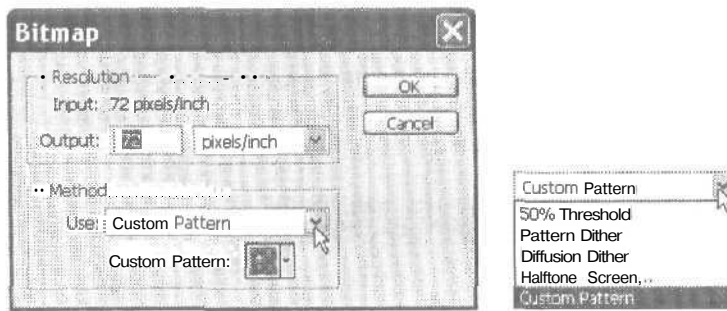 Bitmap
Resolution
Input: 72 pixels/inch
Output: pixels/inch
Method
Use: Custom Pattern
Custom Pattern:
OK
Cancel
Custom Pattern
50% Threshold
Pattern Dither
Diffusion Dither
Halftone Screen...
Custom Pattern